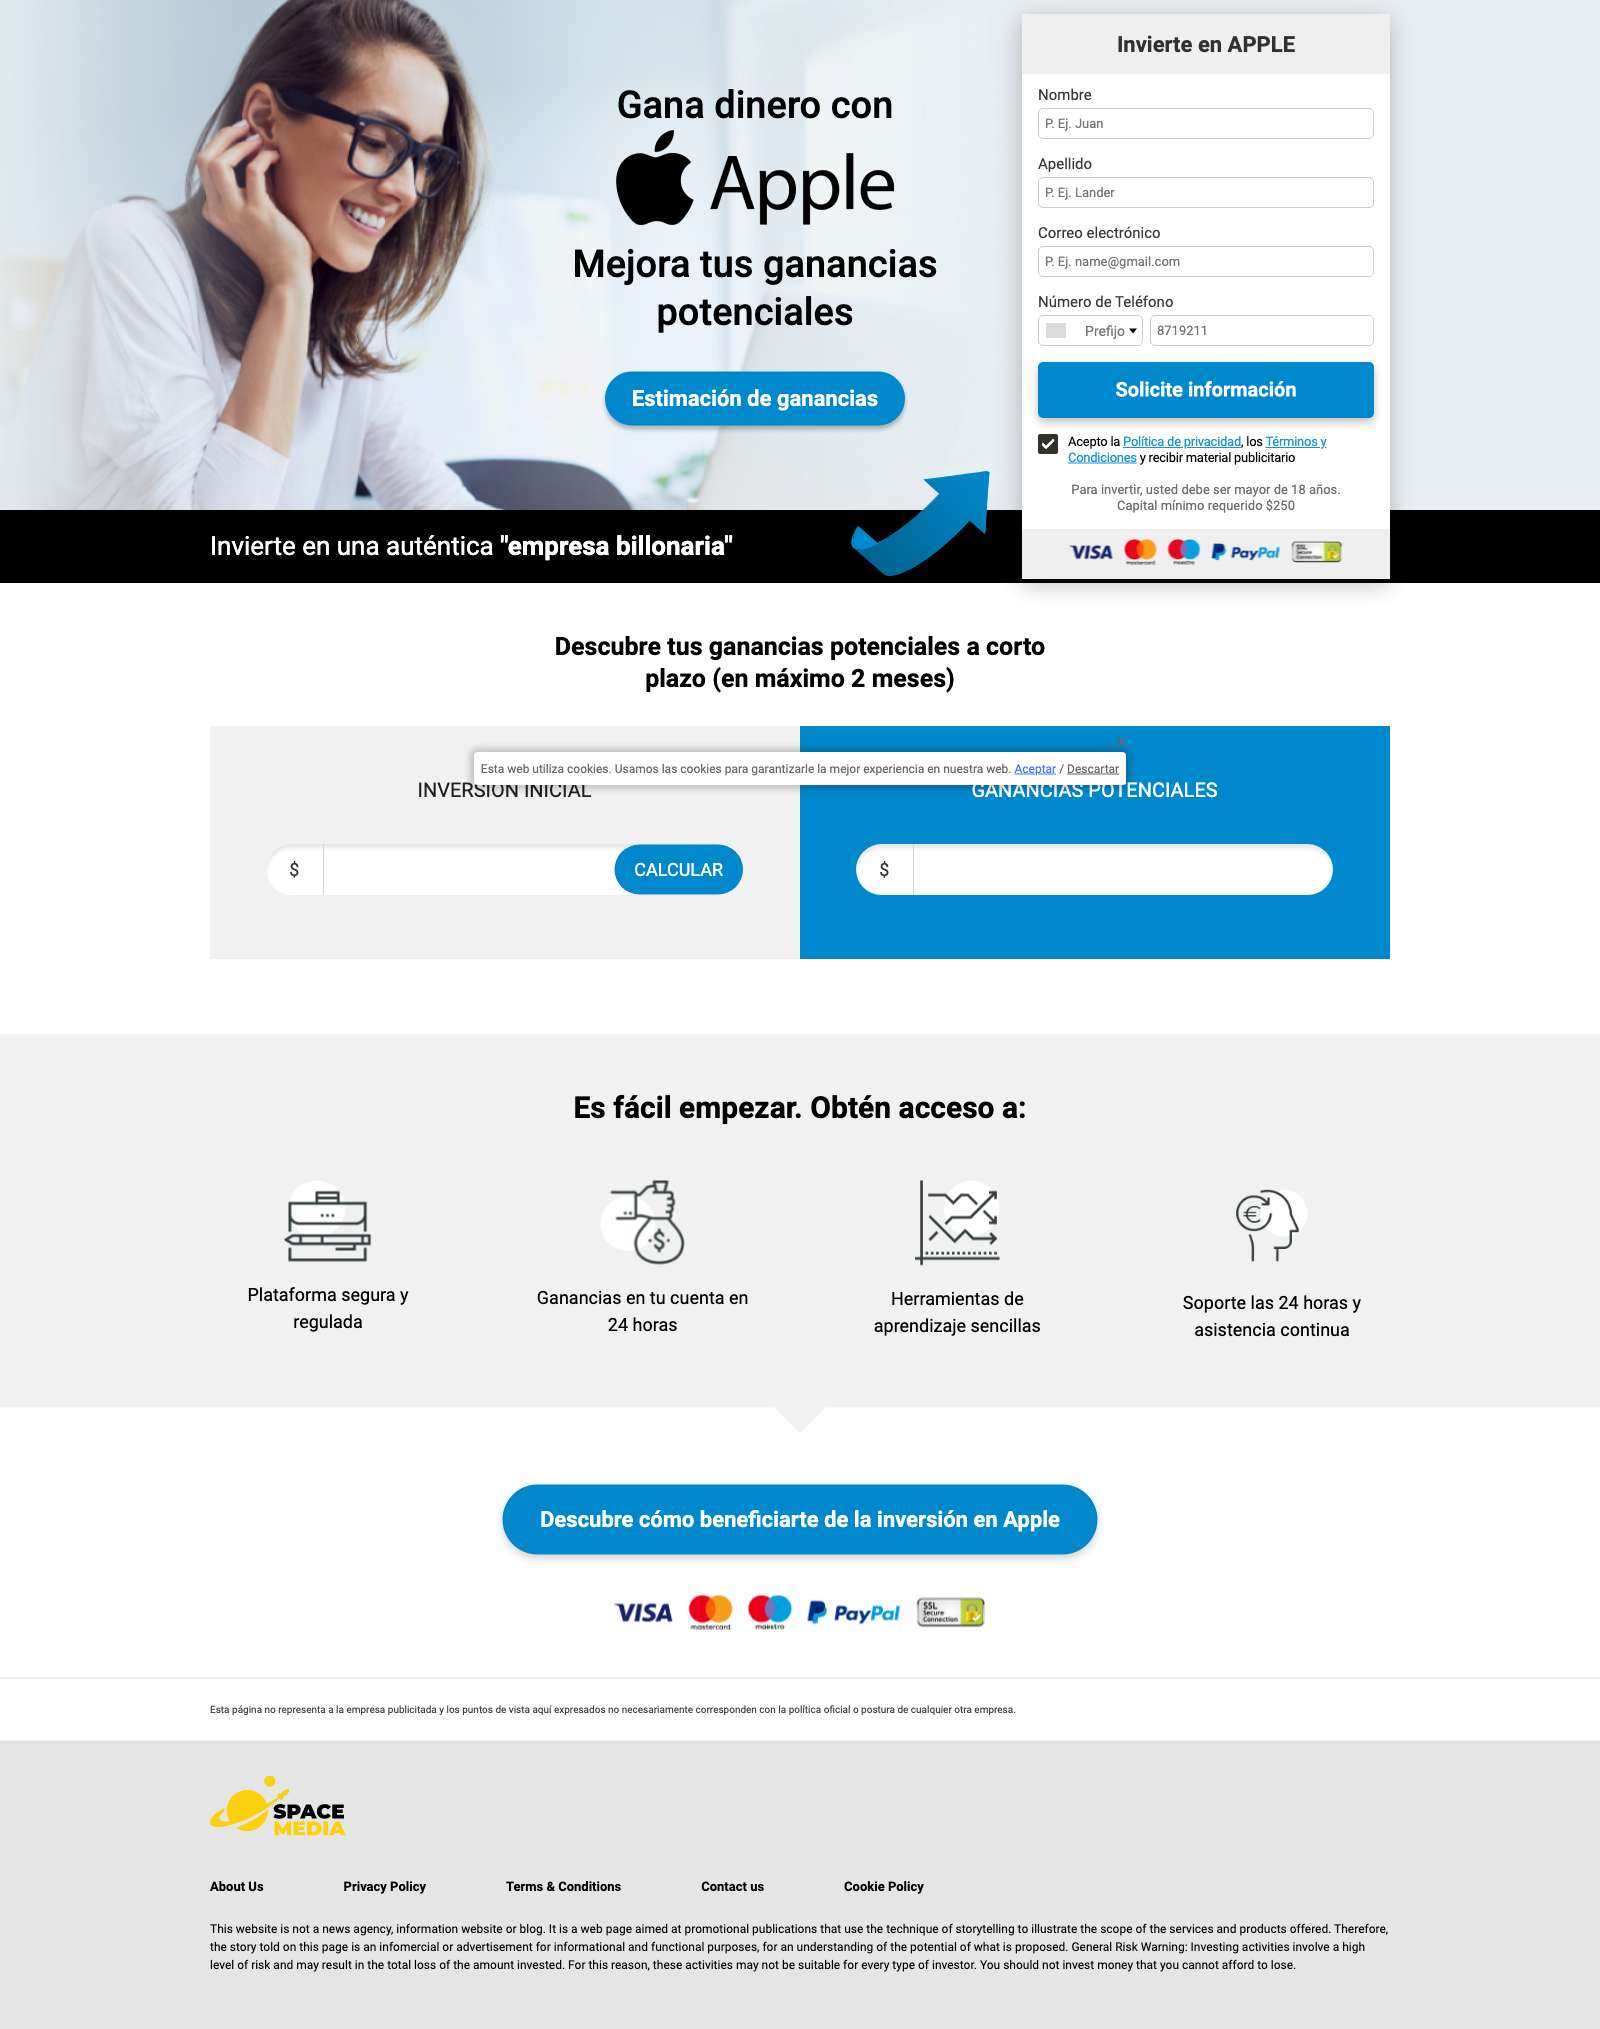 Gana dinero con
Apple
Mejora tus ganancias
potenciales
Estimación de ganancias
Invierte en APPLE
Nombre
P. Ej. Juan
Apellido
P. Ej. Lander
Correo electrónico
P. Ej. name@gmail.com
Número de Teléfono
Prefijo
8719211
Solicite información
Acepto la Política de privacidad, los Términos y
Condiciones y recibir material publicitario
Para invertir, usted debe ser mayor de 18 años.
Capital mínimo requerido $250
VISA mastercard maestro PayPal SSL Secure Connection
Invierte en una auténtica "empresa billonaria"
Descubre tus ganancias potenciales a corto
plazo (en máximo 2 meses)
Esta web utiliza cookies. Usamos las cookies para garantizarle la mejor experiencia en nuestra web. Aceptar / Descartar
INVERSIÓN INICIAL
$
CALCULAR
GANANCIAS POTENCIALES
$
Es fácil empezar. Obtén acceso a:
Plataforma segura y
regulada
Ganancias en tu cuenta en
24 horas
Herramientas de
aprendizaje sencillas
Soporte las 24 horas y
asistencia continua
Descubre cómo beneficiarte de la inversión en Apple
VISA mastercard maestro PayPal SSL Secure Connection
Esta página no representa a la empresa publicitada y los puntos de vista aquí expresados no necesariamente corresponden con la política oficial o postura de cualquier otra empresa.
SPACE
MEDIA
About Us Privacy Policy Terms & Conditions Contact us Cookie Policy
This website is not a news agency, information website or blog. It is a web page aimed at promotional publications that use the technique of storytelling to illustrate the scope of the services and products offered. Therefore,
the story told on this page is an infomercial or advertisement for informational and functional purposes, for an understanding of the potential of what is proposed. General Risk Warning: Investing activities involve a high
level of risk and may result in the total loss of the amount invested. For this reason, these activities may not be suitable for every type of investor. You should not invest money that you cannot afford to lose.